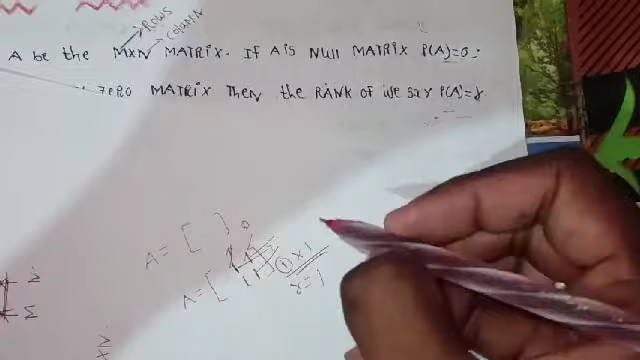 ROWS
COLUMN
A be the MXN MATRIX. If A is NULL MATRIX P(A)=0.
ZERO MATRIX Then the RANK OF we say P(A)=r
A = [ ] 0
A = [
① × 1
r = 1